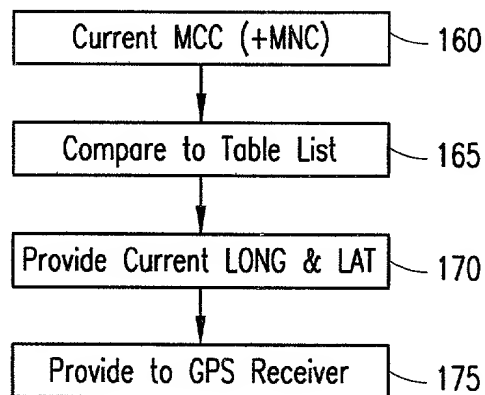 Current MCC (+MNC) 160
Compare to Table List 165
Provide Current LONG & LAT 170
Provide to GPS Receiver 175